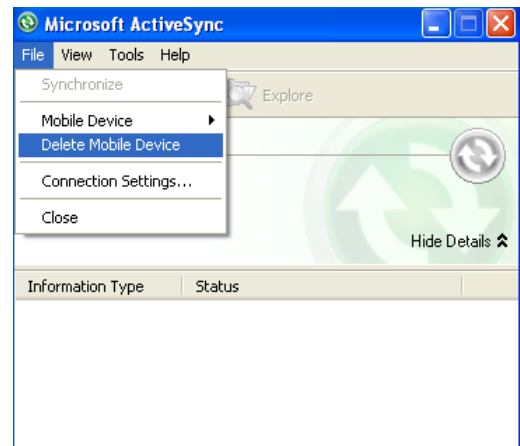 Microsoft ActiveSync
File View Tools Help
Synchronize
Explore
Mobile Device
Delete Mobile Device
Connection Settings...
Close
Hide Details
Information Type Status